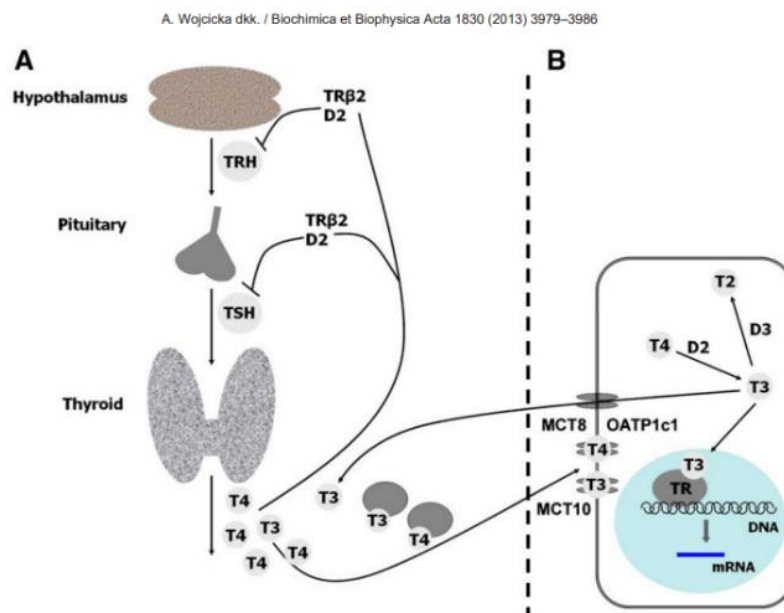 A. Wojcicka dkk. / Biochimica et Biophysica Acta 1830 (2013) 3979–3986
A
B
Hypothalamus
TRβ2
D2
TRH
Pituitary
TRβ2
D2
TSH
Thyroid
T4
T4
T3
T4
T4
T3
T3
T4
T2
T4
D2
D3
T3
MCT8
OATP1c1
T4
T3
MCT10
T3
TR
DNA
mRNA